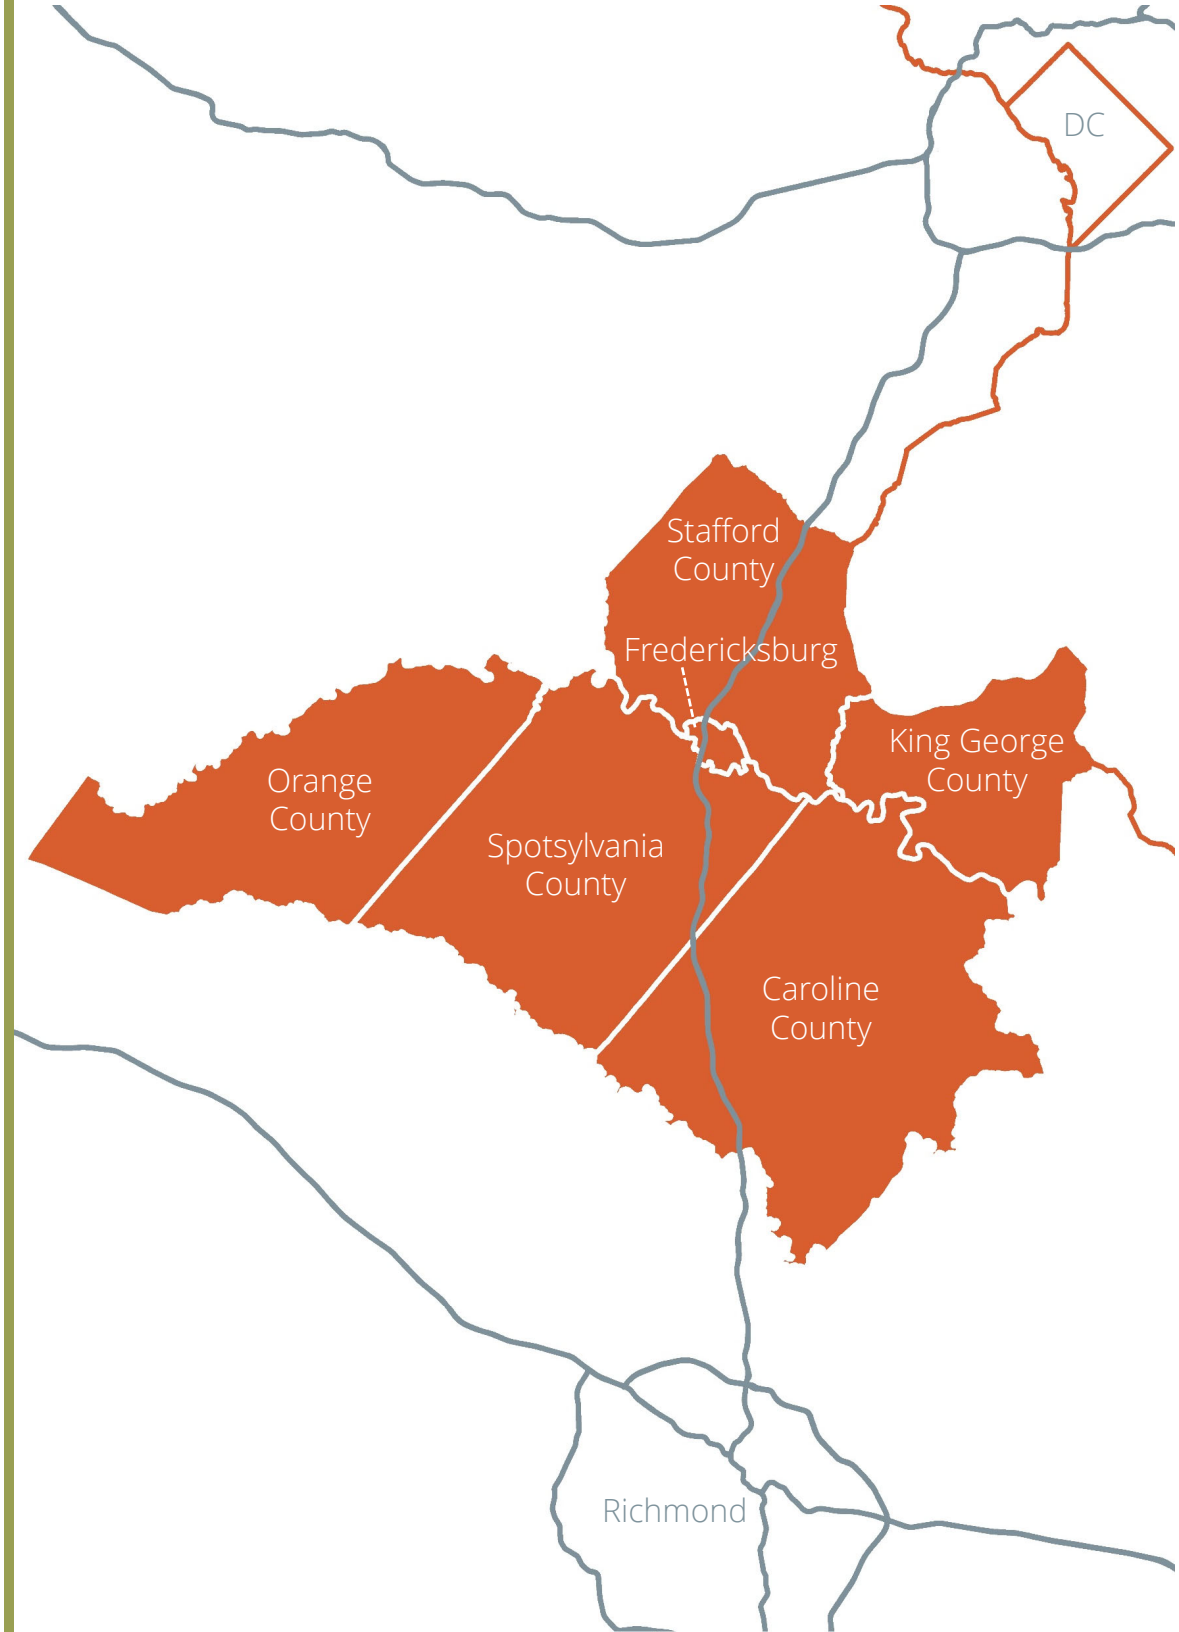 DC
Stafford
County
Fredericksburg
King George
County
Orange
County
Spotsylvania
County
Caroline
County
Richmond